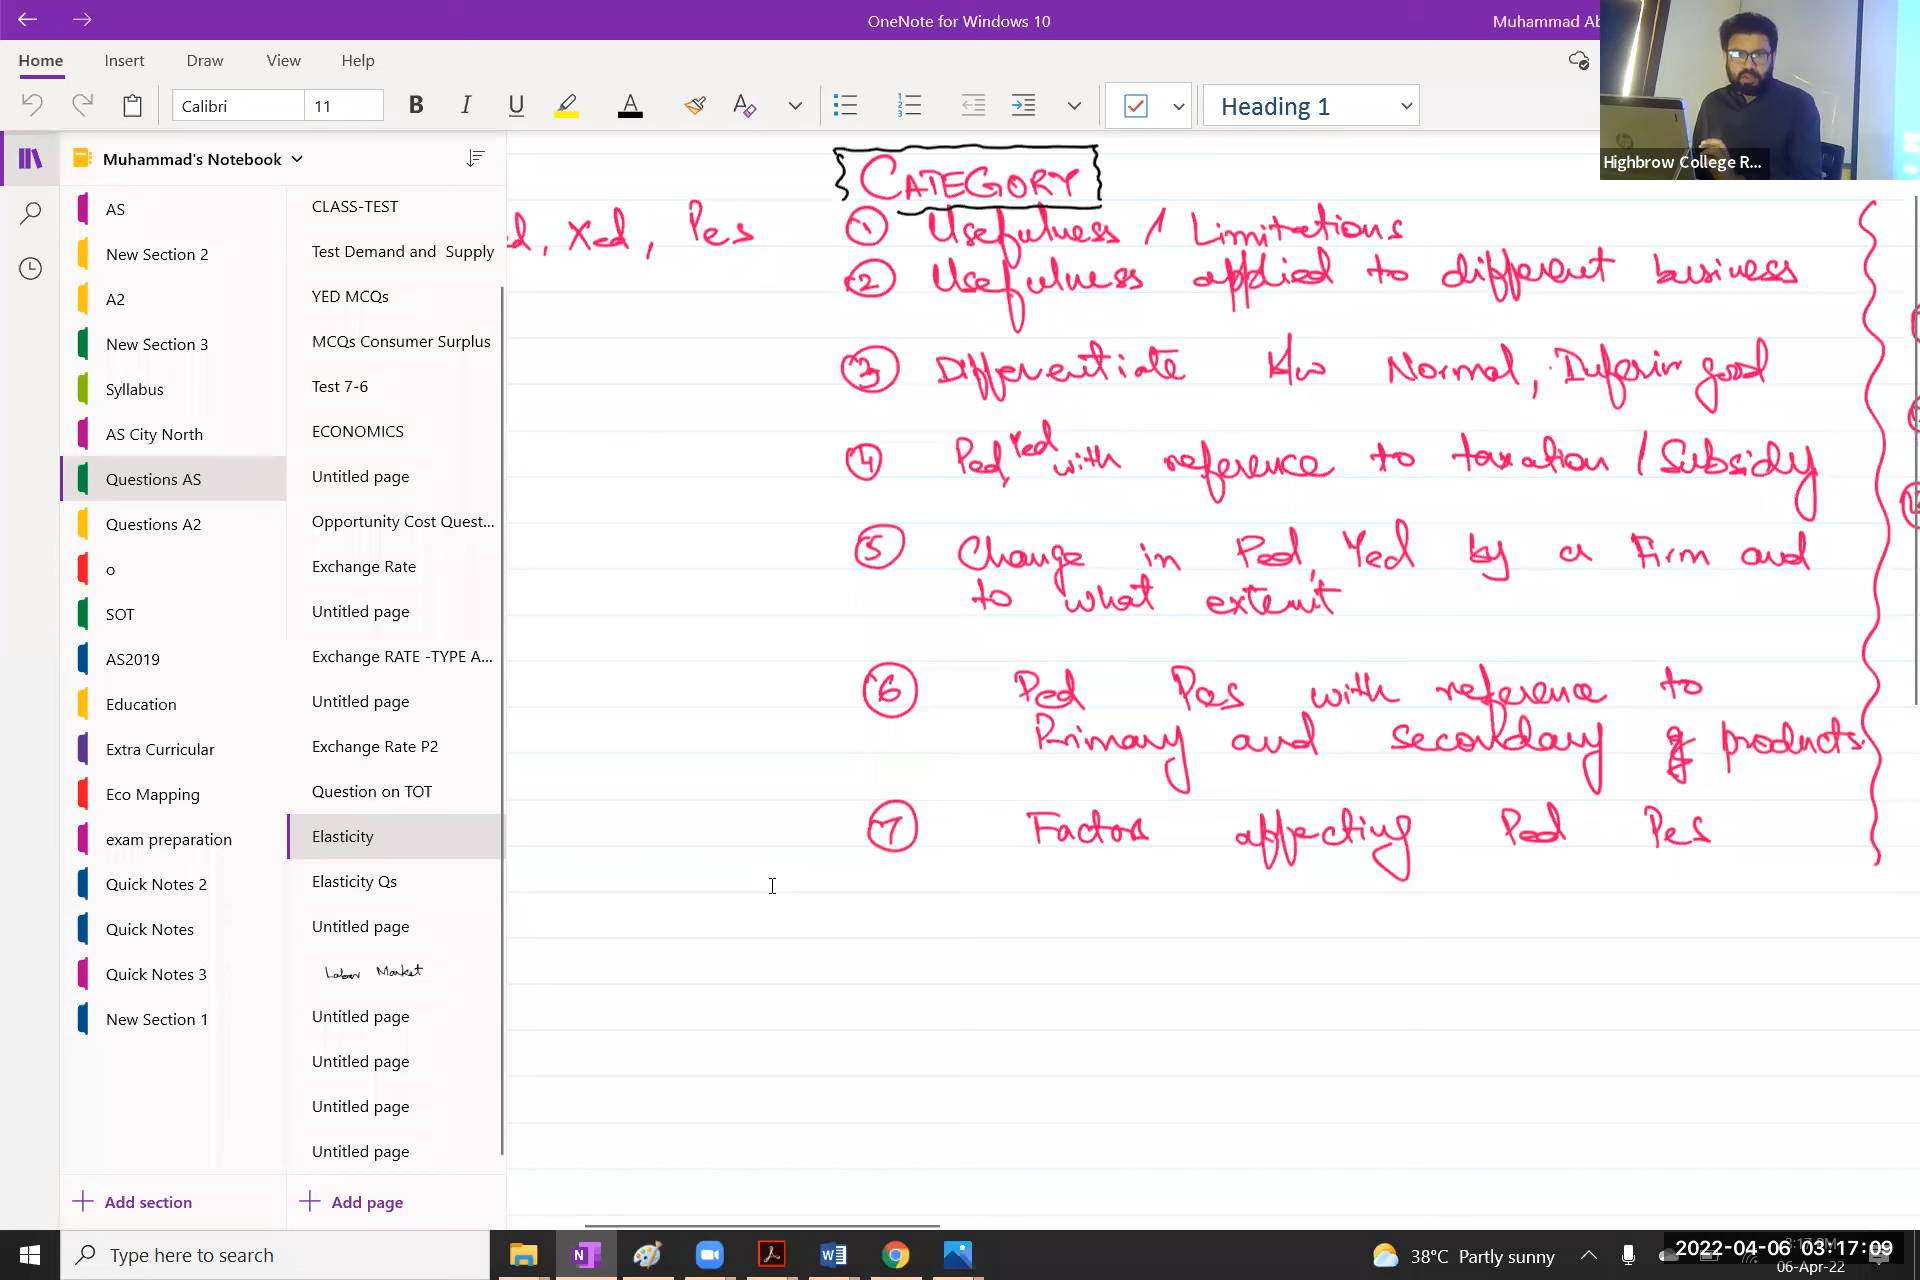 OneNote for Windows 10
Muhammad Ab
Home Insert Draw View Help
Calibri 11 B I U A Heading 1
Highbrow College R...
Muhammad's Notebook
AS
New Section 2
A2
New Section 3
Syllabus
AS City North
Questions AS
Questions A2
o
SOT
AS2019
Education
Extra Curricular
Eco Mapping
exam preparation
Quick Notes 2
Quick Notes
Quick Notes 3
New Section 1
Add section
CLASS-TEST
Test Demand and Supply
YED MCQs
MCQs Consumer Surplus
Test 7-6
ECONOMICS
Untitled page
Opportunity Cost Quest...
Exchange Rate
Untitled page
Exchange RATE -TYPE A...
Untitled page
Exchange Rate P2
Question on TOT
Elasticity
Elasticity Qs
Untitled page
Labor Market
Untitled page
Untitled page
Untitled page
Untitled page
Add page
d, Xed, Pes
CATEGORY
1 Usefulness / Limitations
2 Usefulness applied to different business
3 Differentiate b/w Normal, Inferior good
4 Ped, Yed with reference to taxation / Subsidy
5 Change in Ped, Yed by a Firm and
to what extent
6 Ped Pes with reference to
Primary and secondary products.
7 Factors affecting Ped Pes
Type here to search
38°C Partly sunny
2022-04-06 03:17:09
06-Apr-22